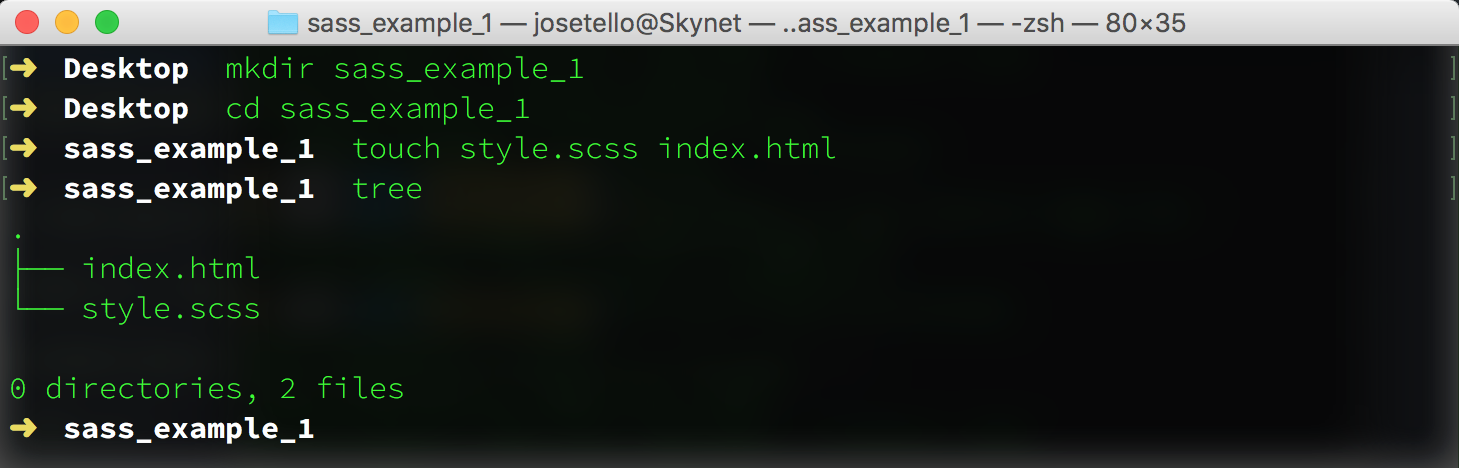 sass_example_1 — josetello@Skynet — ..ass_example_1 — -zsh — 80×35
[➜ Desktop mkdir sass_example_1 ]
[➜ Desktop cd sass_example_1 ]
[➜ sass_example_1 touch style.scss index.html ]
[➜ sass_example_1 tree ]
.
├── index.html
└── style.scss
0 directories, 2 files
➜ sass_example_1